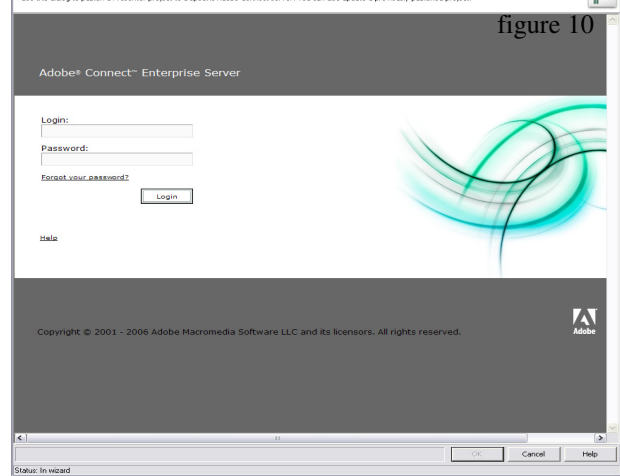 figure 10
Adobe® Connect™ Enterprise Server
Login:
Password:
Forgot your password?
Login
Help
Copyright © 2001 - 2006 Adobe Macromedia Software LLC and its licensors. All rights reserved.
Adobe
OK Cancel Help
Status: In wizard